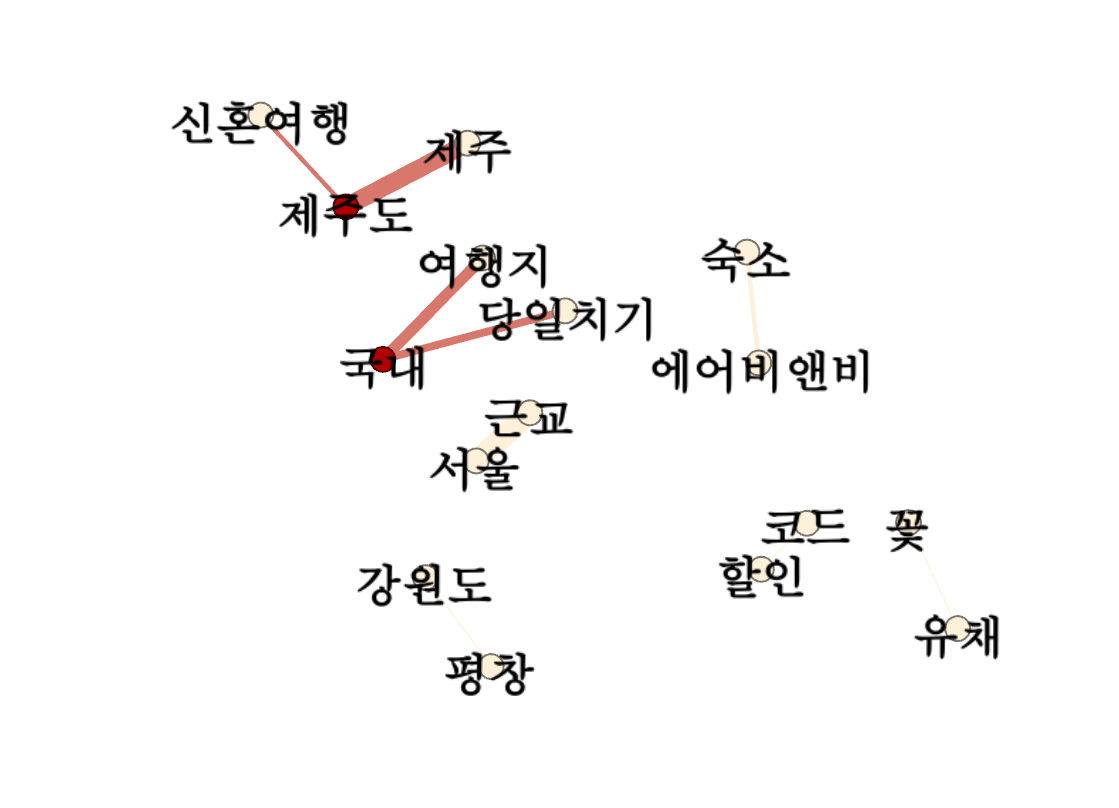 신혼여행
제주
제주도
여행지
숙소
당일치기
국내
에어비앤비
근교
서울
코드
꽃
할인
강원도
유채
평창